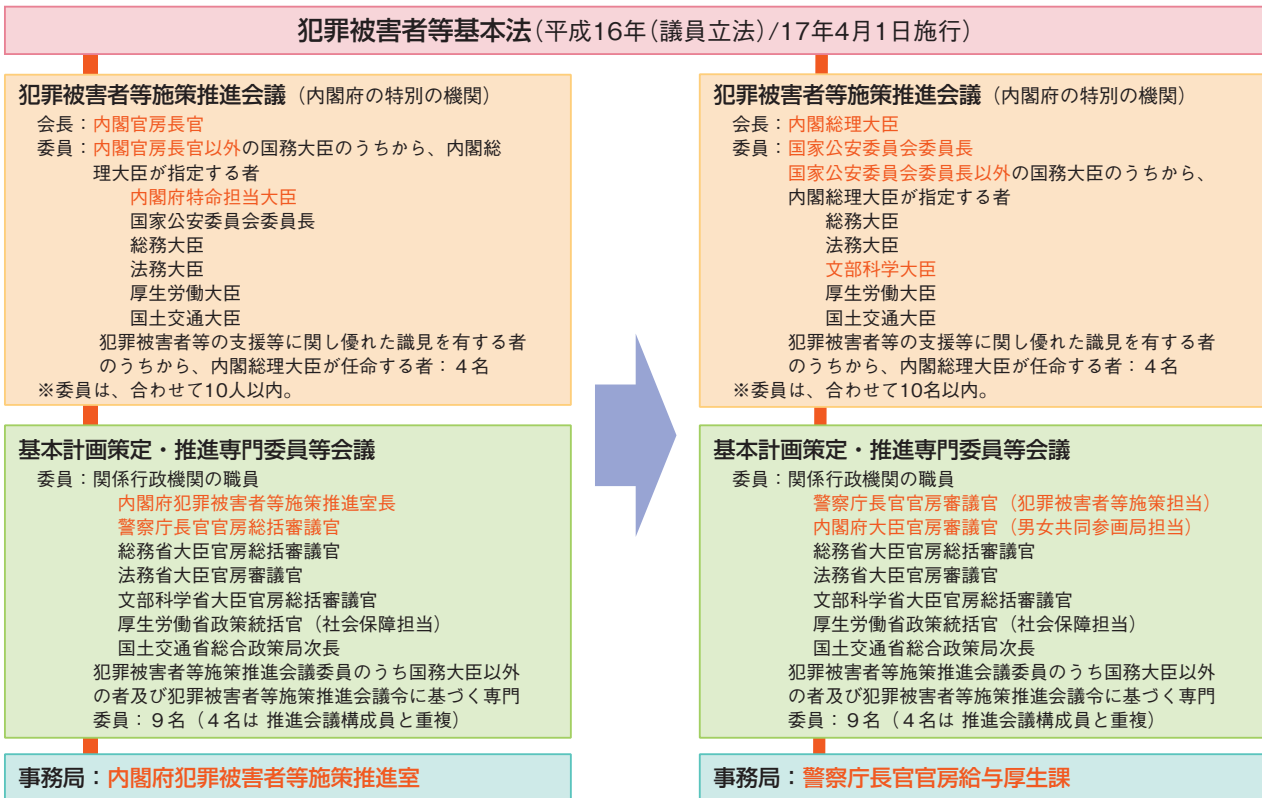 犯罪被害者等基本法(平成16年(議員立法)/17年4月1日施行)
犯罪被害者等施策推進会議(内閣府の特別の機関)
会長:内閣官房長官
委員:内閣官房長官以外の国務大臣のうちから、内閣総
理大臣が指定する者
内閣府特命担当大臣
国家公安委員会委員長
総務大臣
法務大臣
厚生労働大臣
国土交通大臣
犯罪被害者等の支援等に関し優れた識見を有する者
のうちから、内閣総理大臣が任命する者:4名
※委員は、合わせて10人以内。
基本計画策定・推進専門委員等会議
委員:関係行政機関の職員
内閣府犯罪被害者等施策推進室長
警察庁長官官房総括審議官
総務省大臣官房総括審議官
法務省大臣官房審議官
文部科学省大臣官房総括審議官
厚生労働省政策統括官(社会保障担当)
国土交通省総合政策局次長
犯罪被害者等施策推進会議委員のうち国務大臣以外
の者及び犯罪被害者等施策推進会議令に基づく専門
委員:9名(4名は 推進会議構成員と重複)
事務局:内閣府犯罪被害者等施策推進室
犯罪被害者等施策推進会議(内閣府の特別の機関)
会長:内閣総理大臣
委員:国家公安委員会委員長
国家公安委員会委員長以外の国務大臣のうちから、
内閣総理大臣が指定する者
総務大臣
法務大臣
文部科学大臣
厚生労働大臣
国土交通大臣
犯罪被害者等の支援等に関し優れた識見を有する者
のうちから、内閣総理大臣が任命する者:4名
※委員は、合わせて10名以内。
基本計画策定・推進専門委員等会議
委員:関係行政機関の職員
警察庁長官官房審議官(犯罪被害者等施策担当)
内閣府大臣官房審議官(男女共同参画局担当)
総務省大臣官房総括審議官
法務省大臣官房審議官
文部科学省大臣官房総括審議官
厚生労働省政策統括官(社会保障担当)
国土交通省総合政策局次長
犯罪被害者等施策推進会議委員のうち国務大臣以外
の者及び犯罪被害者等施策推進会議令に基づく専門
委員:9名(4名は 推進会議構成員と重複)
事務局:警察庁長官官房給与厚生課